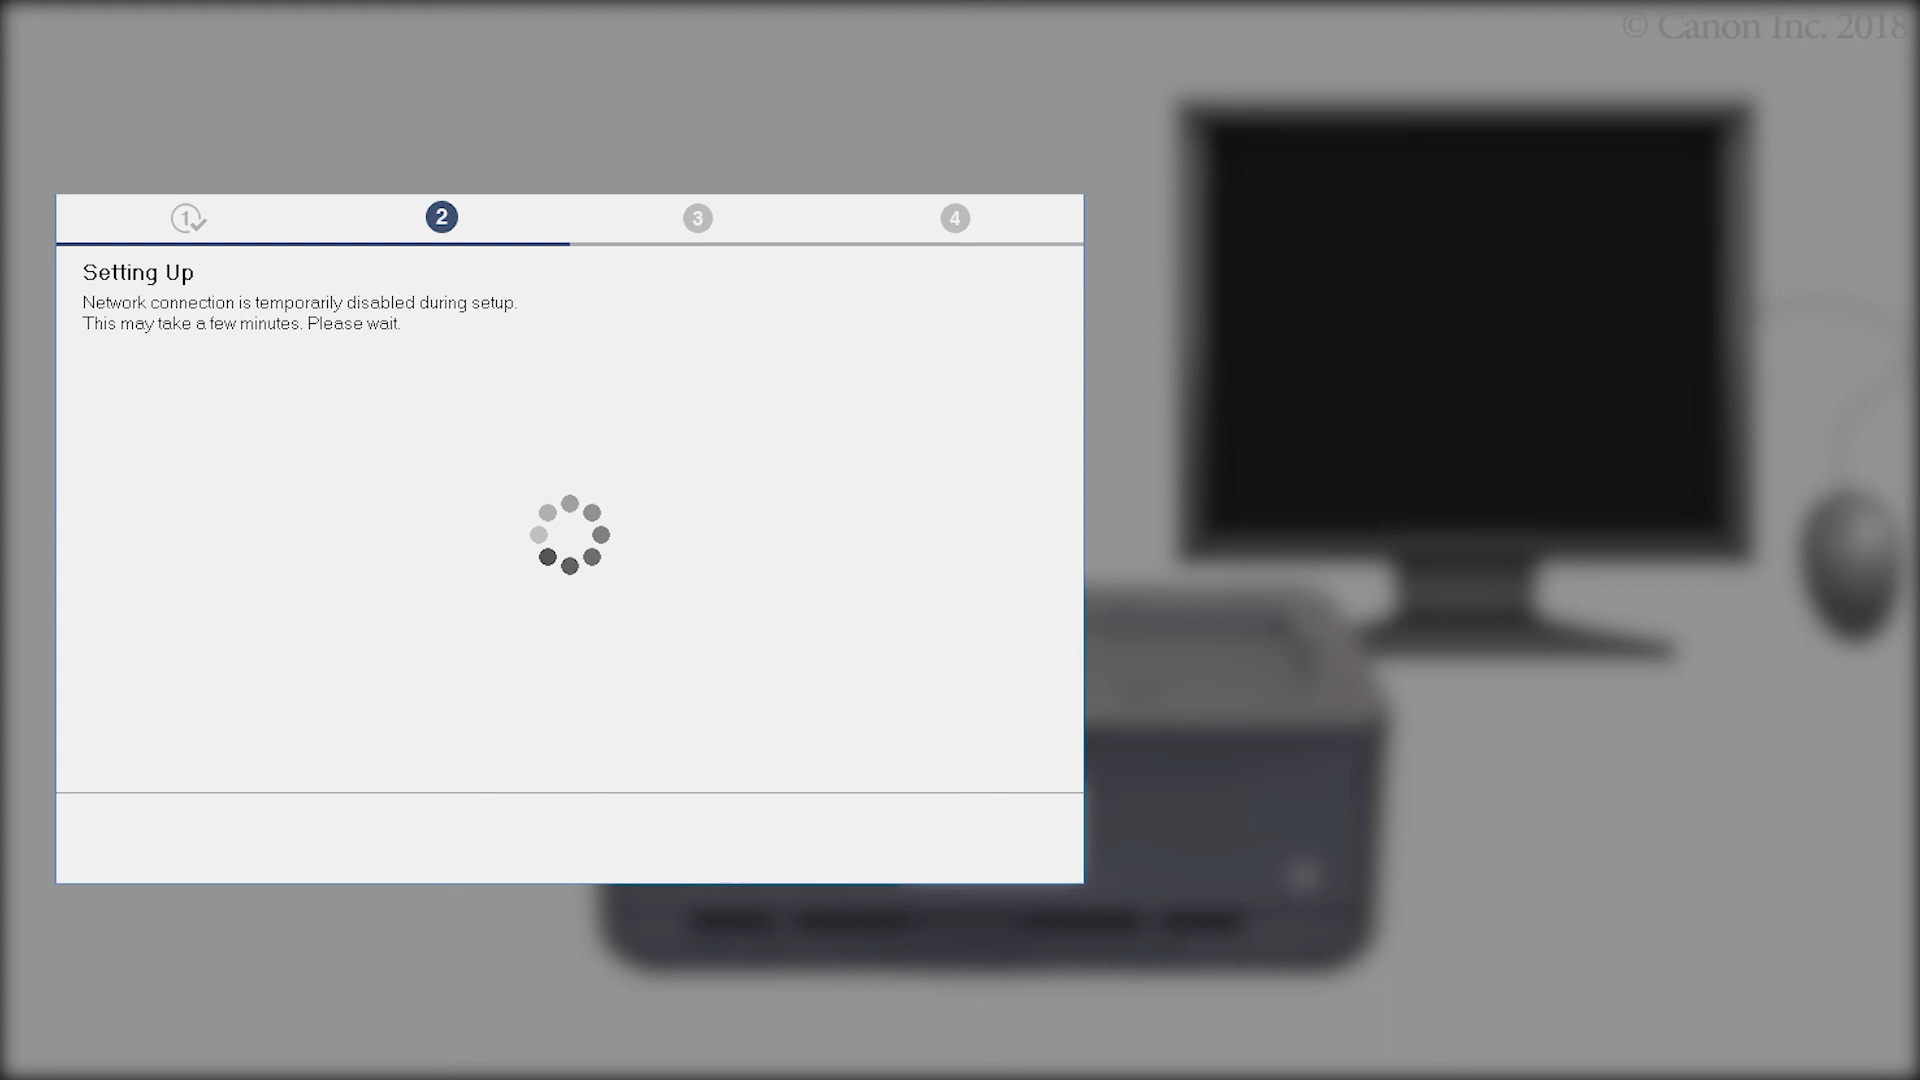 © Canon Inc. 2018
1
2
3
4
Setting Up
Network connection is temporarily disabled during setup.
This may take a few minutes. Please wait.